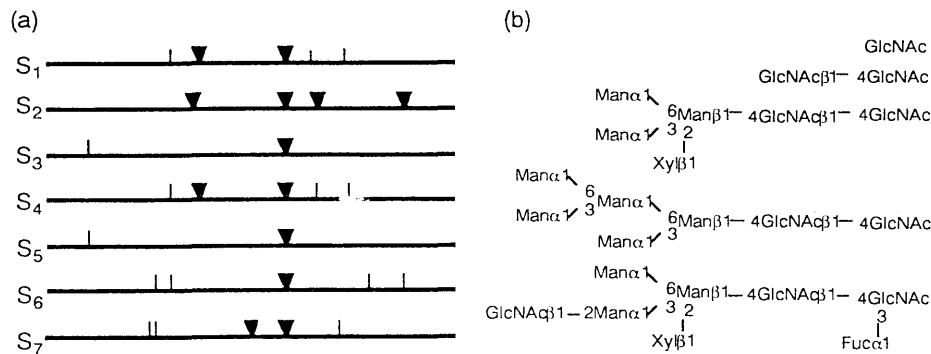 (a)
S1
S2
S3
S4
S5
S6
S7
(b)
GlcNAc
GlcNAcβ1– 4GlcNAc
Manα1
6Manβ1– 4GlcNAcβ1– 4GlcNAc
Manα1 3 2
Xylβ1
Manα1
6
Manα1 3 Manα1
6Manβ1– 4GlcNAcβ1– 4GlcNAc
Manα1 3
Manα1
6Manβ1– 4GlcNAcβ1– 4GlcNAc
GlcNAcβ1– 2Manα1 3 2 3
Xylβ1 Fucα1